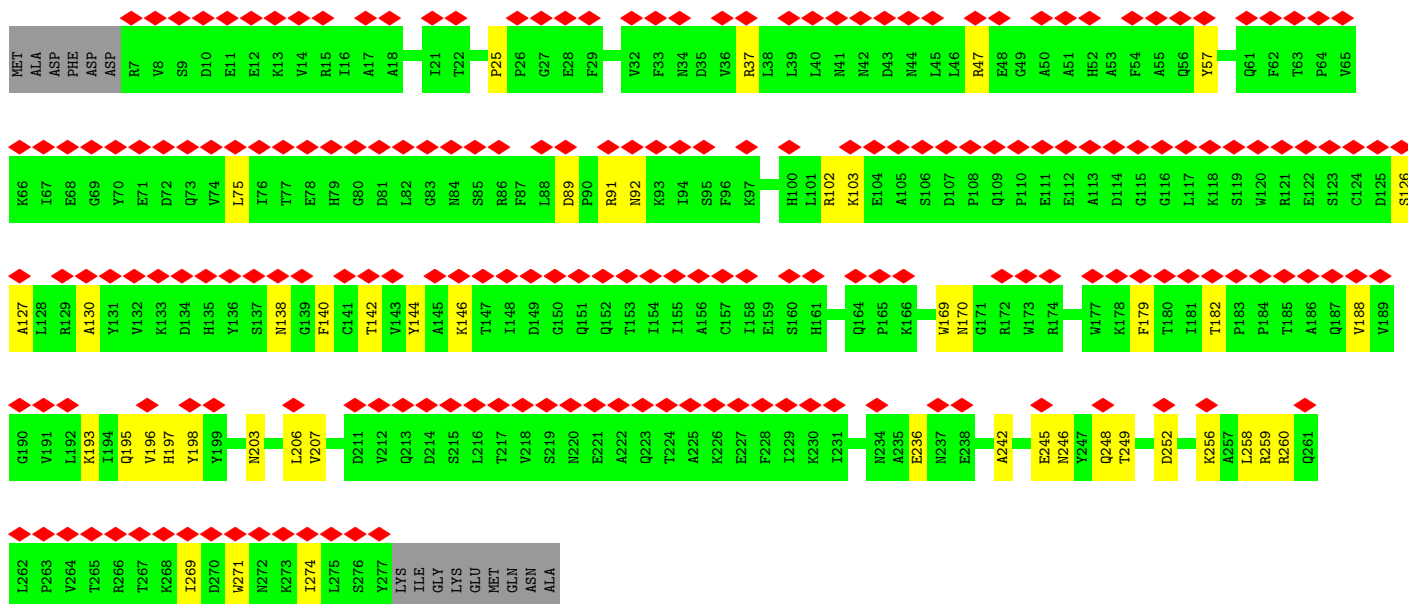 MET ALA ASP PHE ASP ASP R7 V8 S9 D10 E11 E12 K13 V14 R15 I16 A17 A18 I21 T22 P25 P26 G27 E28 F29 V32 F33 N34 D35 V36 R37 L38 L39 L40 N41 N42 D43 N44 L45 L46 R47 E48 G49 A50 A51 H52 A53 F54 A55 Q56 Y57 Q61 F62 T63 P64 V65
K66 I67 E68 G69 Y70 E71 D72 Q73 V74 L75 I76 T77 E78 H79 G80 D81 L82 G83 N84 S85 R86 F87 L88 D89 P90 R91 N92 K93 I94 S95 F96 K97 H100 L101 R102 K103 E104 A105 S106 D107 P108 Q109 P110 E111 E112 A113 D114 G115 G116 L117 K118 S119 W120 R121 E122 S123 C124 D125 S126
A127 L128 R129 A130 Y131 V132 K133 D134 H135 Y136 S137 N138 G139 F140 C141 T142 V143 Y144 A145 K146 T147 I148 D149 G150 Q151 Q152 T153 I154 I155 A156 C157 I158 E159 S160 H161 Q164 P165 K166 W169 N170 G171 R172 W173 R174 W177 K178 F179 T180 I181 T182 P183 P184 T185 A186 Q187 V188 V189
G190 V191 L192 K193 I194 Q195 V196 H197 Y198 Y199 N203 L206 V207 D211 V212 Q213 D214 S215 L216 T217 V218 S219 N220 E221 A222 Q223 T224 A225 K226 E227 F228 I229 K230 I231 N234 A235 E236 N237 E238 A242 E245 N246 Y247 Q248 T249 D252 K256 A257 L258 R259 R260 Q261
L262 P263 V264 T265 R266 T267 K268 I269 D270 W271 N272 K273 I274 L275 S276 Y277 LYS ILE GLY LYS GLU MET GLN ASN ALA